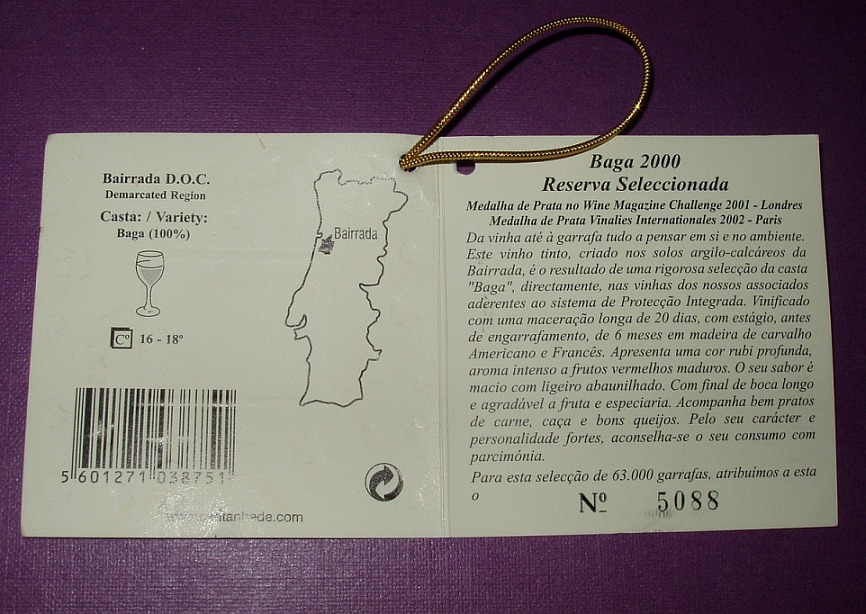 Bairrada D.O.C.
Demarcated Region
Casta: / Variety:
Baga (100%)
Cº 16 - 18º
5 601271 038751
Bairrada
Baga 2000
Reserva Seleccionada
Medalha de Prata no Wine Magazine Challenge 2001 - Londres
Medalha de Prata Vinalies Internationales 2002 - Paris
Da vinha até à garrafa tudo a pensar em si e no ambiente.
Este vinho tinto, criado nos solos argilo-calcáreos da
Bairrada, é o resultado de uma rigorosa selecção da casta
"Baga", directamente, nas vinhas dos nossos associados
aderentes ao sistema de Protecção Integrada. Vinificado
com uma maceração longa de 20 dias, com estágio, antes
de engarrafamento, de 6 meses em madeira de carvalho
Americano e Francês. Apresenta uma cor rubi profunda,
aroma intenso a frutos vermelhos maduros. O seu sabor é
macio com ligeiro abaunilhado. Com final de boca longo
e agradável a fruta e especiaria. Acompanha bem pratos
de carne, caça e bons queijos. Pelo seu carácter e
personalidade fortes, aconselha-se o seu consumo com
parcimónia.
Para esta selecção de 63.000 garrafas, atribuímos a esta
o
Nº 5088